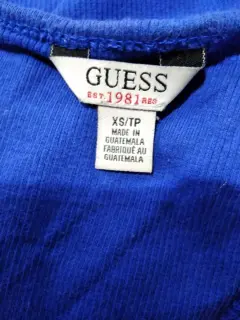 GUESS
EST. 1981 REG
XS/TP
MADE IN
GUATEMALA
FABRIQUÉ AU
GUATEMALA